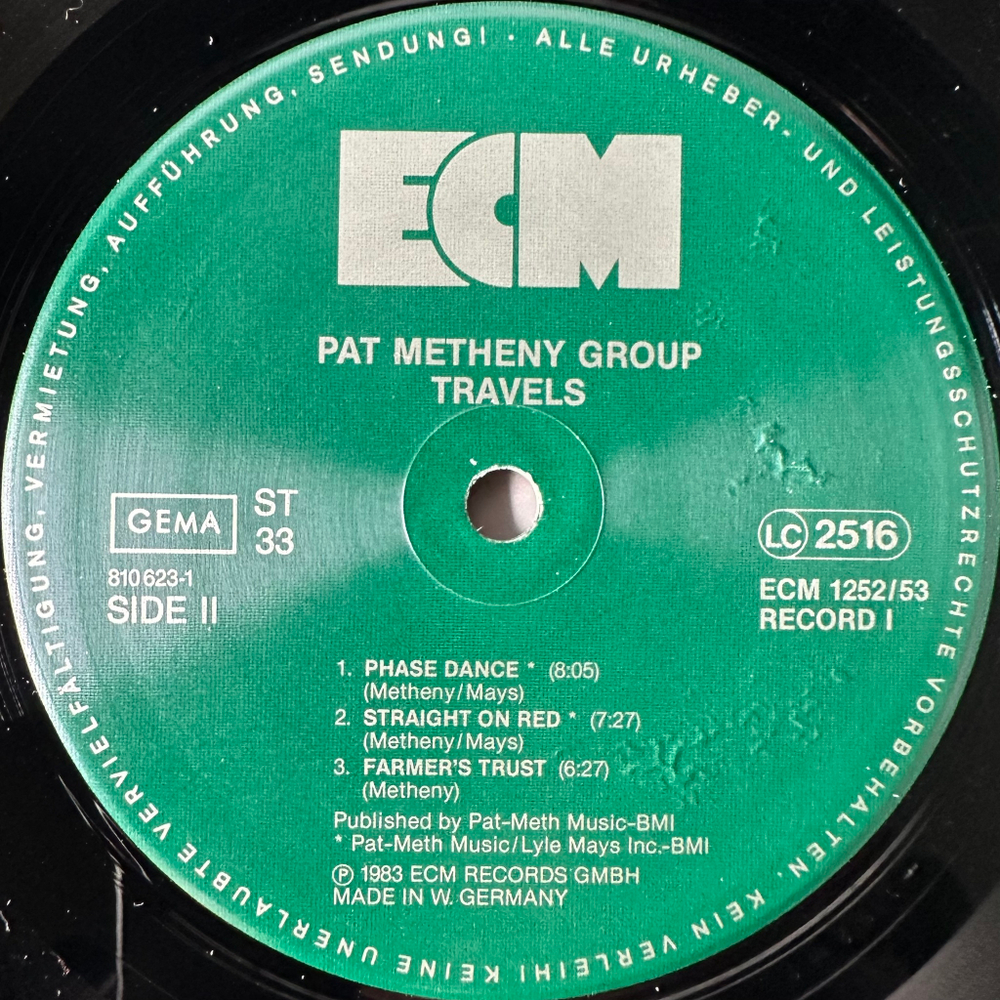 ALLE URHEBER- UND LEISTUNGSSCHUTZRECHTE VORBEHALTEN. KEIN VERLEIH! KEINE UNERLAUBTE VERVIELFÄLTIGUNG, VERMIETUNG, AUFFÜHRUNG, SENDUNG! ·
ECM
PAT METHENY GROUP
TRAVELS
GEMA
ST
33
810 623-1
SIDE II
LC 2516
ECM 1252/53
RECORD I
1. PHASE DANCE * (8:05)
(Metheny/Mays)
2. STRAIGHT ON RED * (7:27)
(Metheny/Mays)
3. FARMER'S TRUST (6:27)
(Metheny)
Published by Pat-Meth Music-BMI
* Pat-Meth Music/Lyle Mays Inc.-BMI
℗ 1983 ECM RECORDS GMBH
MADE IN W. GERMANY